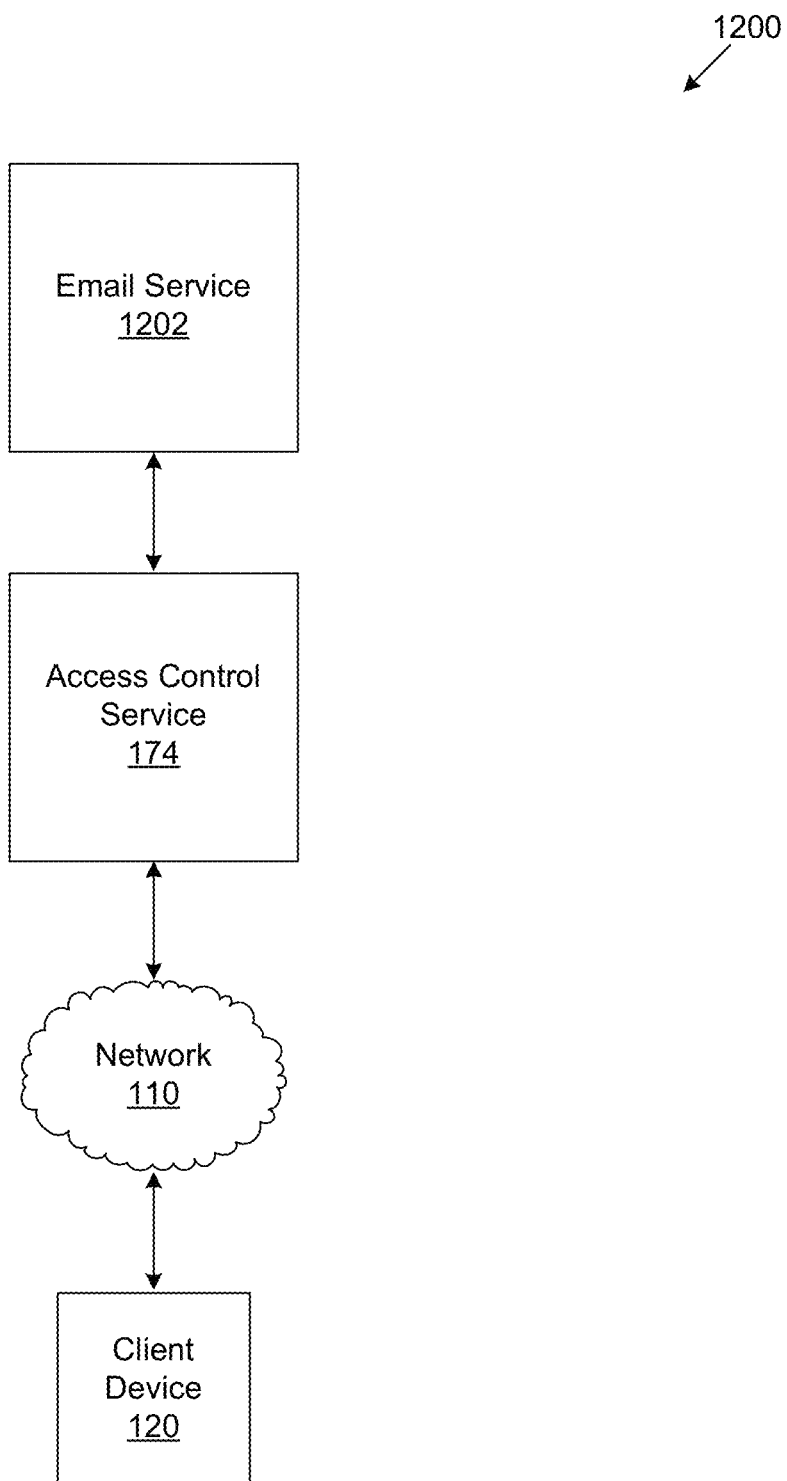 1200
Email Service
1202
Access Control
Service
174
Network
110
Client
Device
120